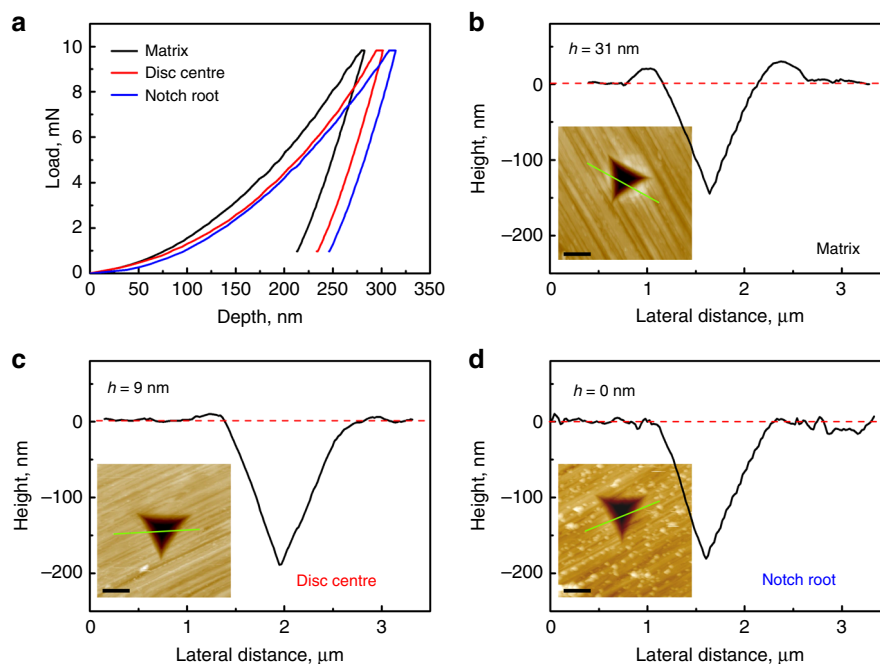 a
10
8
6
4
2
0
Load, mN
Matrix
Disc centre
Notch root
0 50 100 150 200 250 300 350
Depth, nm
b
h = 31 nm
0
–100
–200
Height, nm
Matrix
0 1 2 3
Lateral distance, μm
c
h = 9 nm
0
–100
–200
Height, nm
Disc centre
0 1 2 3
Lateral distance, μm
d
h = 0 nm
0
–100
–200
Height, nm
Notch root
0 1 2 3
Lateral distance, μm